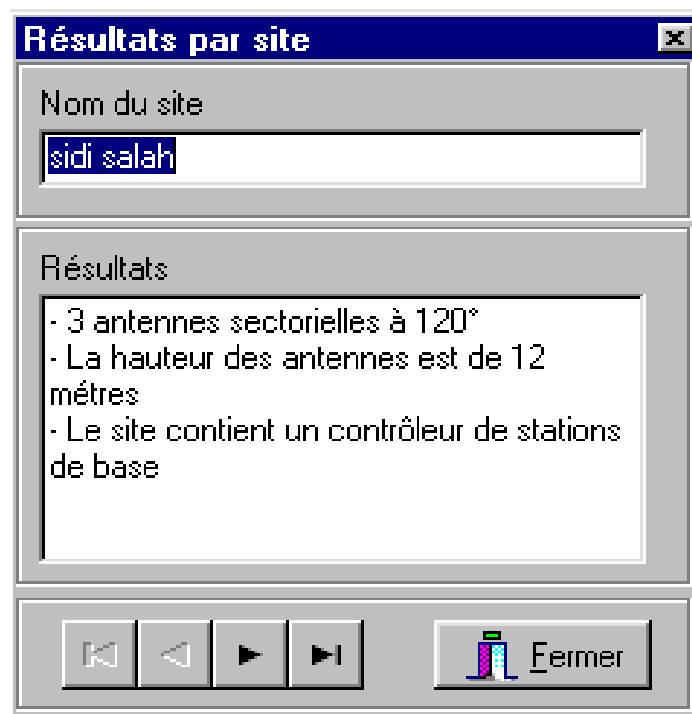 Résultats par site
Nom du site
sidi salah
Résultats
- 3 antennes sectorielles à 120°
- La hauteur des antennes est de 12
métres
- Le site contient un contrôleur de stations
de base
Fermer